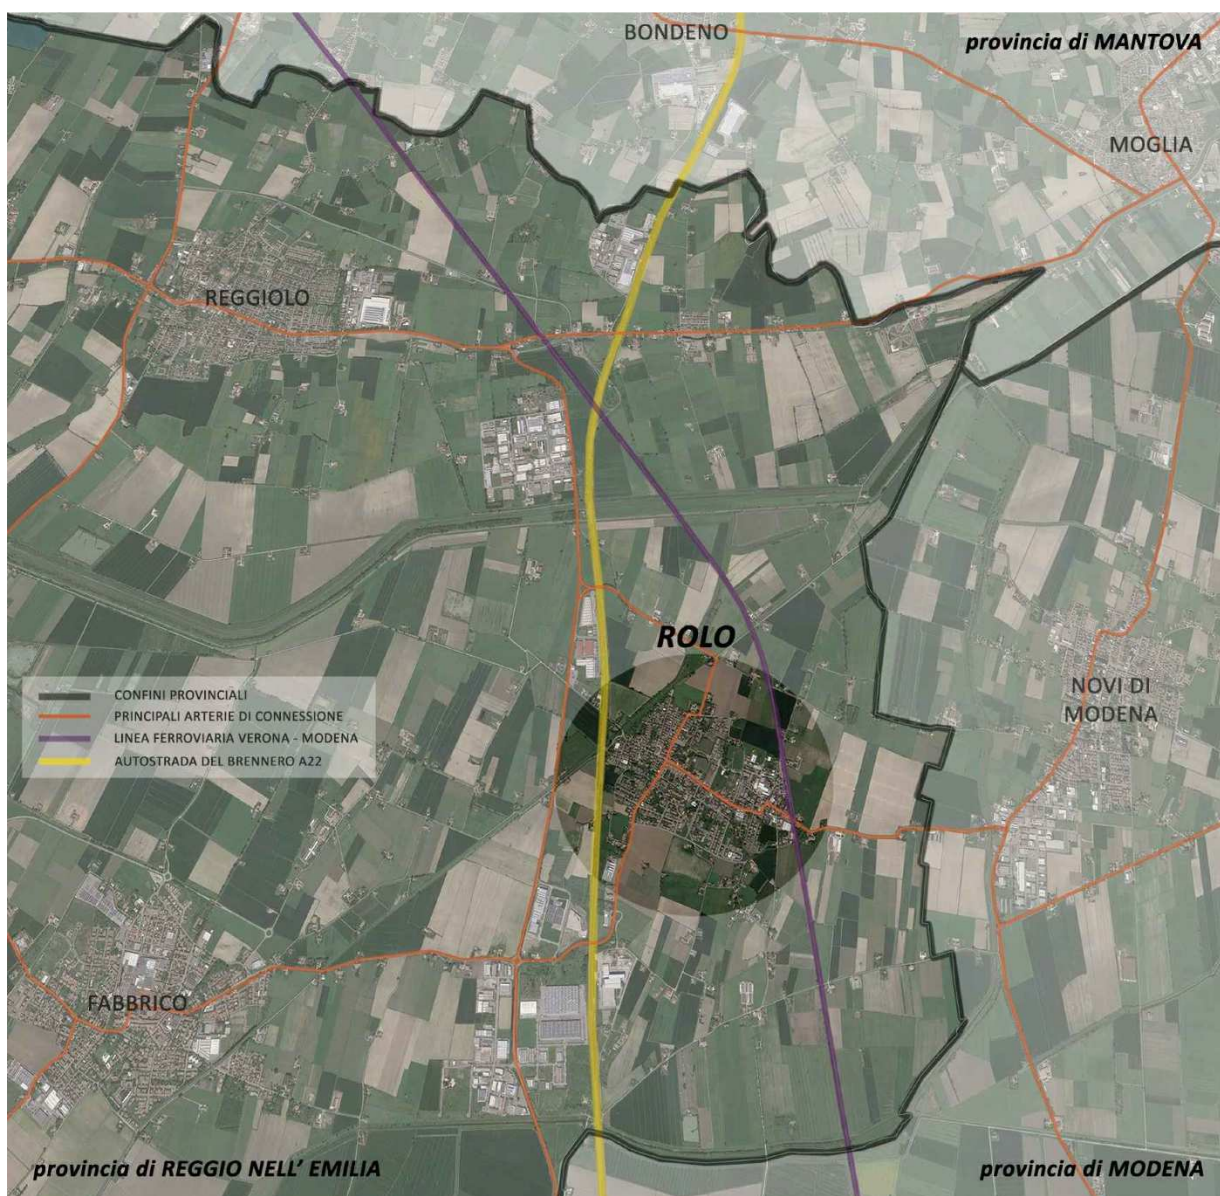 BONDENO
provincia di MANTOVA
MOGLIA
REGGIOLO
ROLO
CONFINI PROVINCIALI
PRINCIPALI ARTERIE DI CONNESSIONE
LINEA FERROVIARIA VERONA - MODENA
AUTOSTRADA DEL BRENNERO A22
NOVI DI
MODENA
FABBRICO
provincia di REGGIO NELL' EMILIA
provincia di MODENA